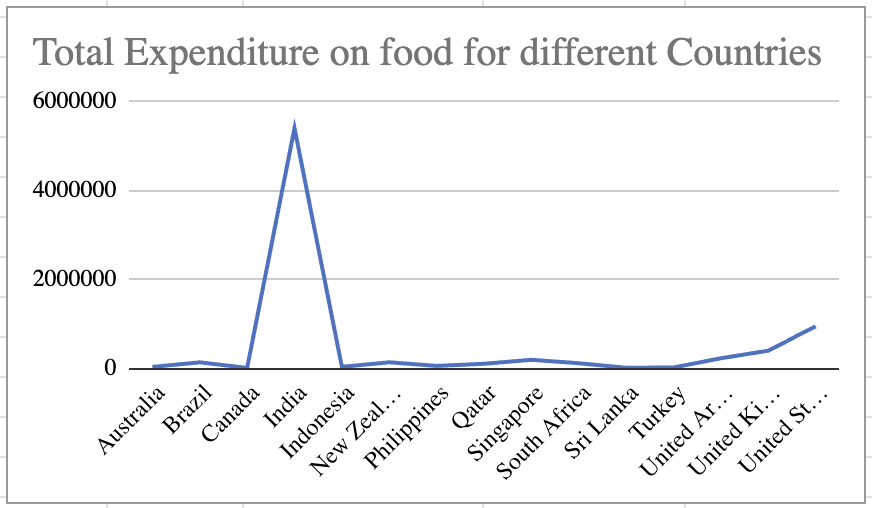 Total Expenditure on food for different Countries
6000000
4000000
2000000
0
Australia
Brazil
Canada
India
Indonesia
New Zeal…
Philippines
Qatar
Singapore
South Africa
Sri Lanka
Turkey
United Ar…
United Ki…
United St…